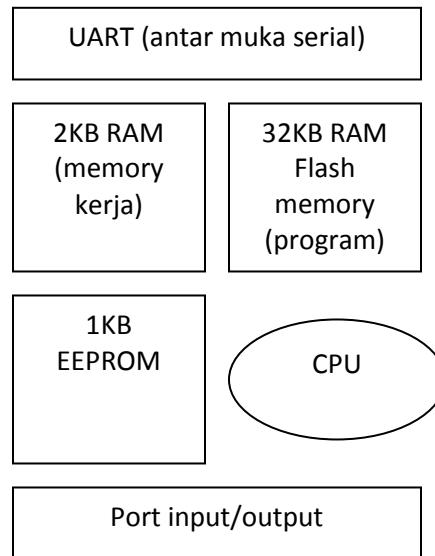 UART (antar muka serial)
2KB RAM
(memory
kerja)
32KB RAM
Flash
memory
(program)
1KB
EEPROM
CPU
Port input/output